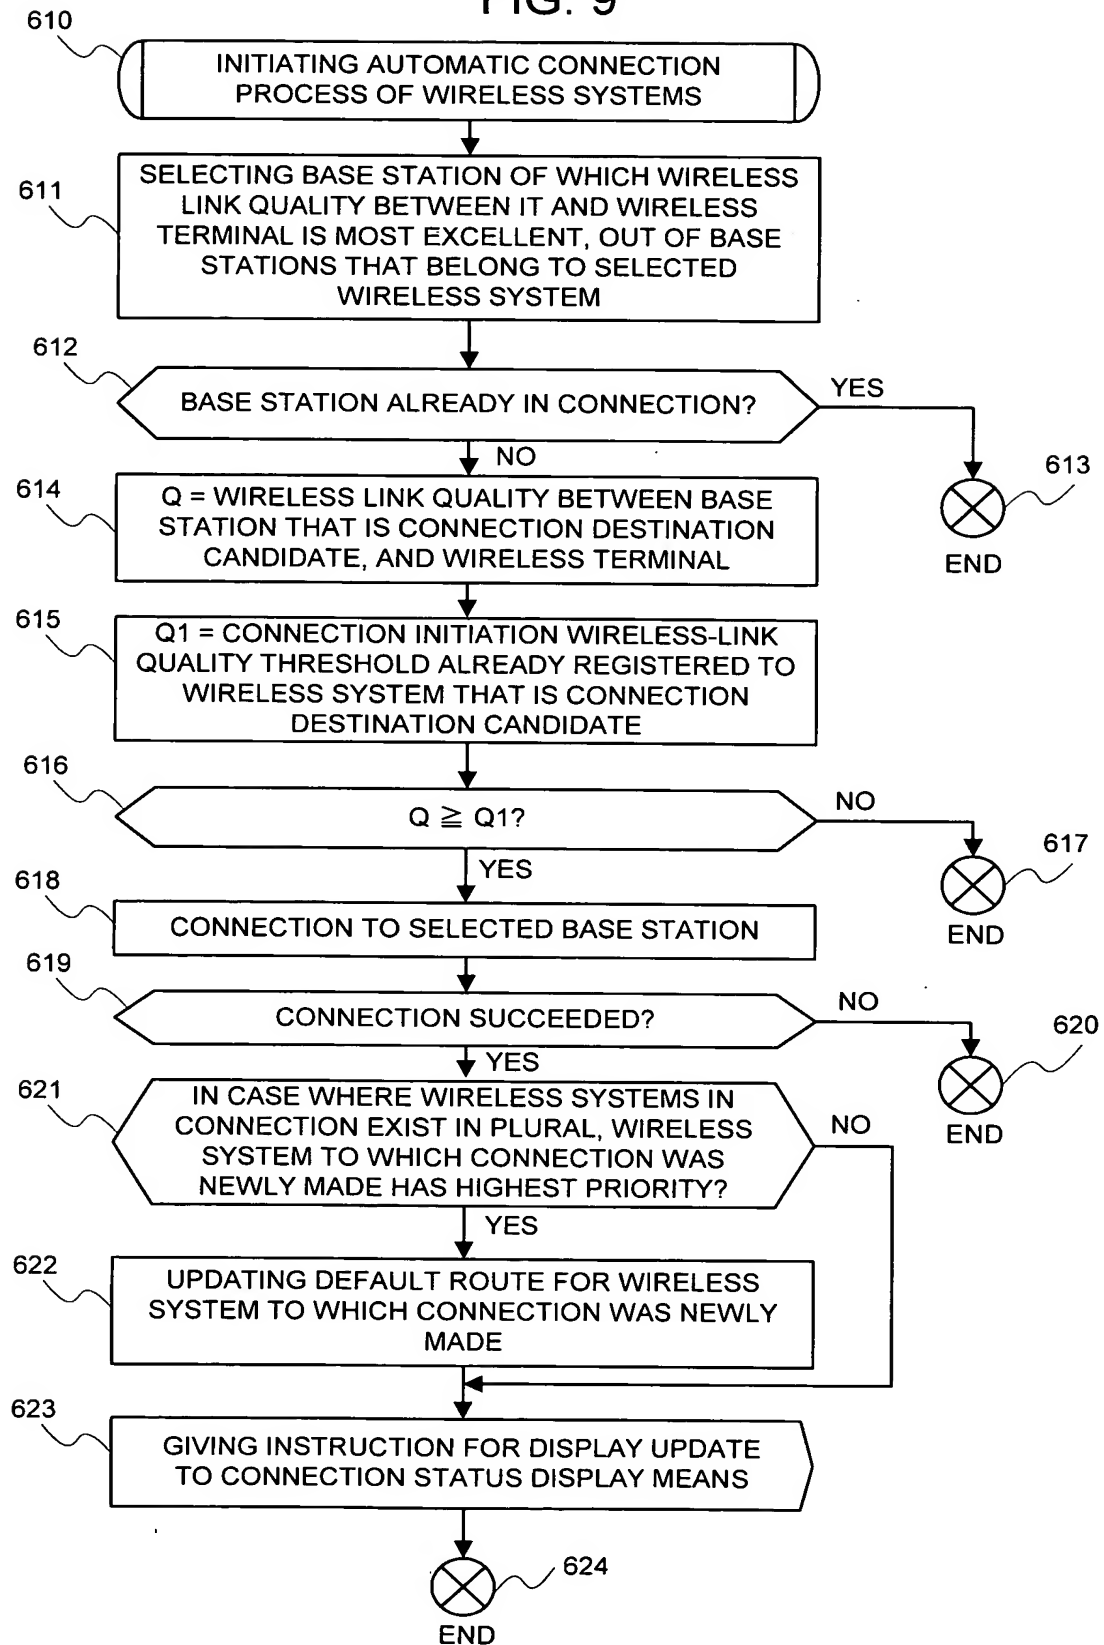 FIG. 9
610
INITIATING AUTOMATIC CONNECTION
PROCESS OF WIRELESS SYSTEMS
611
SELECTING BASE STATION OF WHICH WIRELESS
LINK QUALITY BETWEEN IT AND WIRELESS
TERMINAL IS MOST EXCELLENT, OUT OF BASE
STATIONS THAT BELONG TO SELECTED
WIRELESS SYSTEM
612
BASE STATION ALREADY IN CONNECTION?
YES
NO
613
END
614
Q = WIRELESS LINK QUALITY BETWEEN BASE
STATION THAT IS CONNECTION DESTINATION
CANDIDATE, AND WIRELESS TERMINAL
615
Q1 = CONNECTION INITIATION WIRELESS-LINK
QUALITY THRESHOLD ALREADY REGISTERED TO
WIRELESS SYSTEM THAT IS CONNECTION
DESTINATION CANDIDATE
616
Q ≧ Q1?
NO
YES
617
END
618
CONNECTION TO SELECTED BASE STATION
619
CONNECTION SUCCEEDED?
NO
YES
620
END
621
IN CASE WHERE WIRELESS SYSTEMS IN
CONNECTION EXIST IN PLURAL, WIRELESS
SYSTEM TO WHICH CONNECTION WAS
NEWLY MADE HAS HIGHEST PRIORITY?
NO
YES
622
UPDATING DEFAULT ROUTE FOR WIRELESS
SYSTEM TO WHICH CONNECTION WAS NEWLY
MADE
623
GIVING INSTRUCTION FOR DISPLAY UPDATE
TO CONNECTION STATUS DISPLAY MEANS
624
END